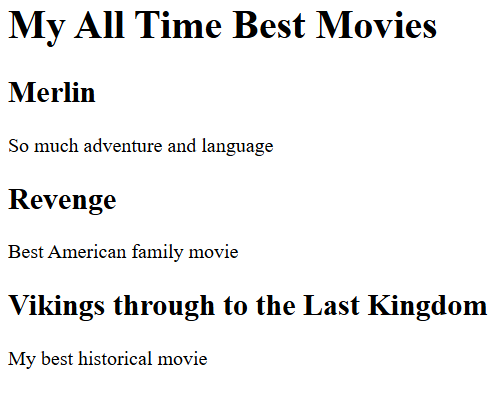 My All Time Best Movies
Merlin
So much adventure and language
Revenge
Best American family movie
Vikings through to the Last Kingdom
My best historical movie